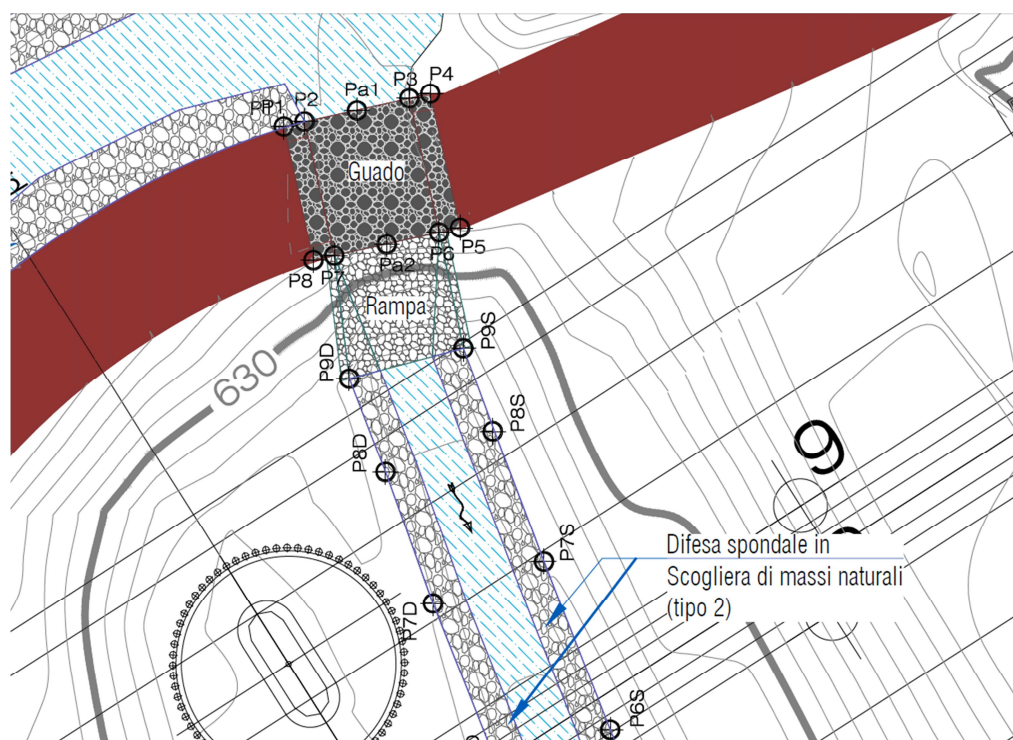 P4
P3
Pa1
P2
P1
Guado
P5
P6
Pa2
P7
P8
Rampa
P9S
P9D
630
P8S
P8D
9
P7S
Difesa spondale in
Scogliera di massi naturali
(tipo 2)
P7D
P6S